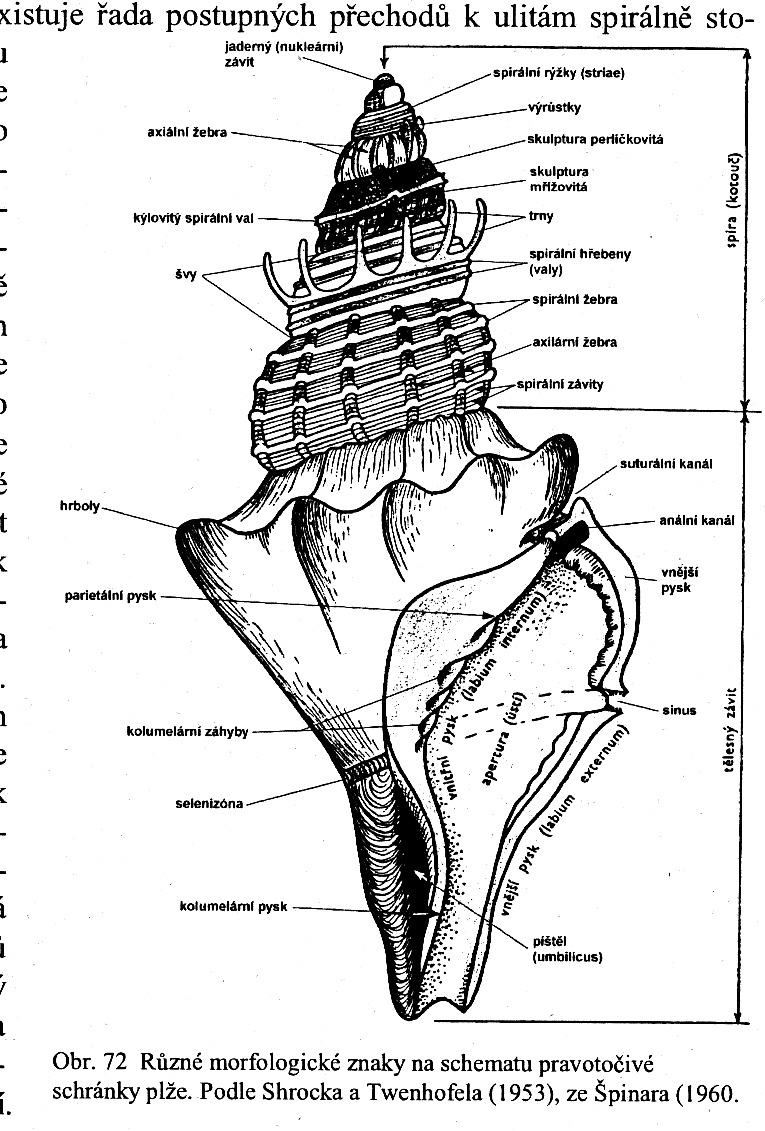 xistuje řada postupných přechodů k ulitám spirálně sto-
jaderný (nukleární)
závit
spirální rýžky (striae)
výrůstky
axiální žebra
skulptura perličkovitá
skulptura
mřížovitá
kýlovitý spirální val
trny
spirální hřebeny
(valy)
švy
spirální žebra
axilární žebra
spirální závity
spira (kotouč)
suturální kanál
hrboly
anální kanál
vnější
pysk
parietální pysk
vnitřní pysk (labium internum)
apertura (ústí)
sinus
kolumelární záhyby
tělesný závit
selenizóna
vnější pysk (labium externum)
kolumelární pysk
píštěl
(umbilicus)
Obr. 72 Různé morfologické znaky na schematu pravotočivé
schránky plže. Podle Shrocka a Twenhofela (1953), ze Špinara (1960.